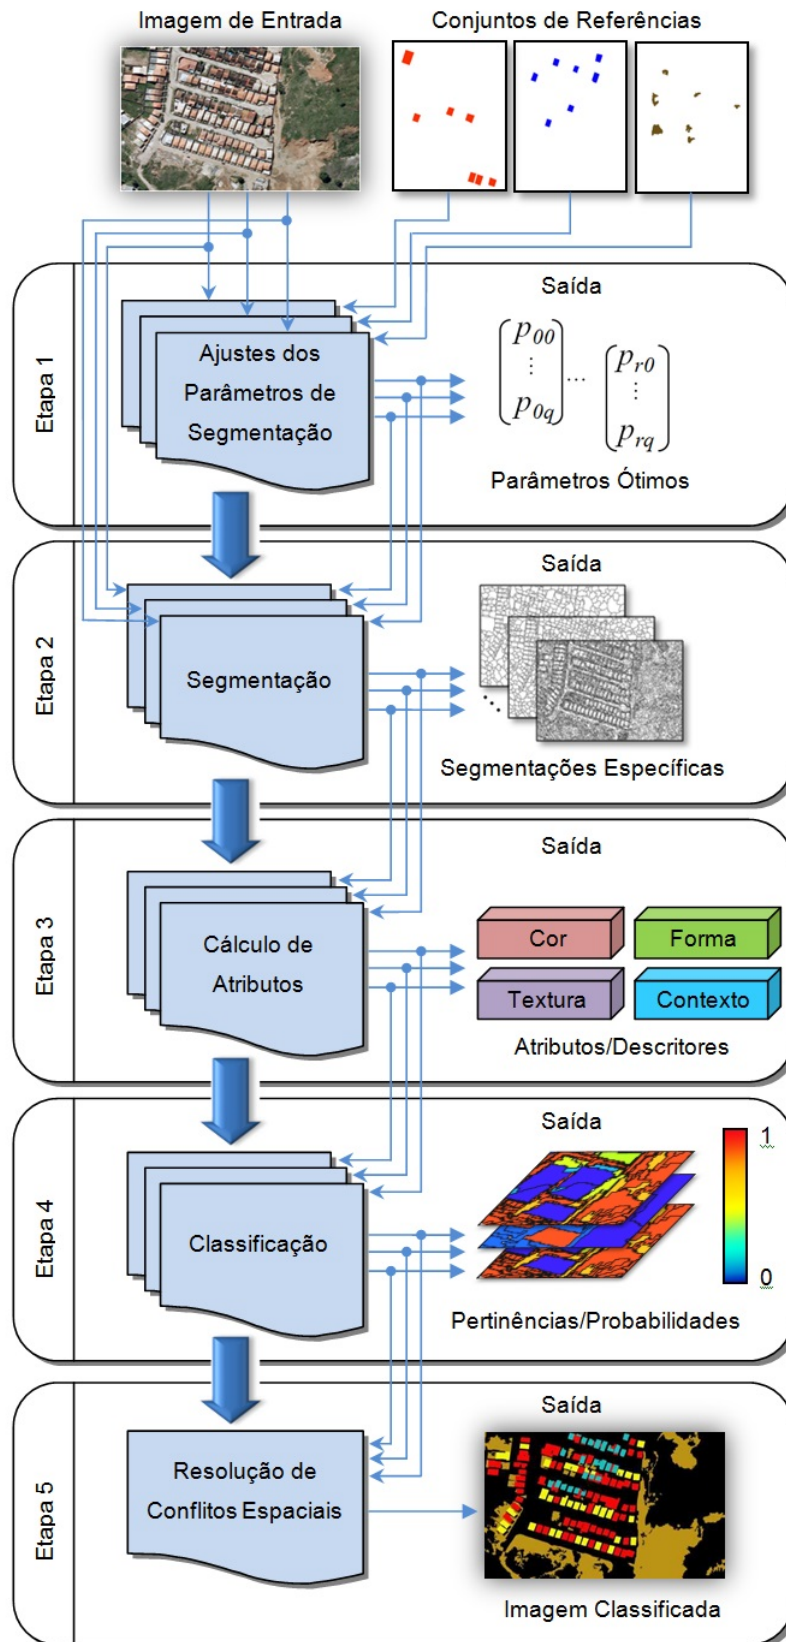 Imagem de Entrada
Conjuntos de Referências
Etapa 1
Saída
Ajustes dos
Parâmetros de
Segmentação
p00
⋮
p0q
...
pr0
⋮
prq
Parâmetros Ótimos
Etapa 2
Saída
Segmentação
Segmentações Específicas
Etapa 3
Saída
Cálculo de
Atributos
Cor
Forma
Textura
Contexto
Atributos/Descritores
Etapa 4
Saída
Classificação
1
0
Pertinências/Probabilidades
Etapa 5
Saída
Resolução de
Conflitos Espaciais
Imagem Classificada